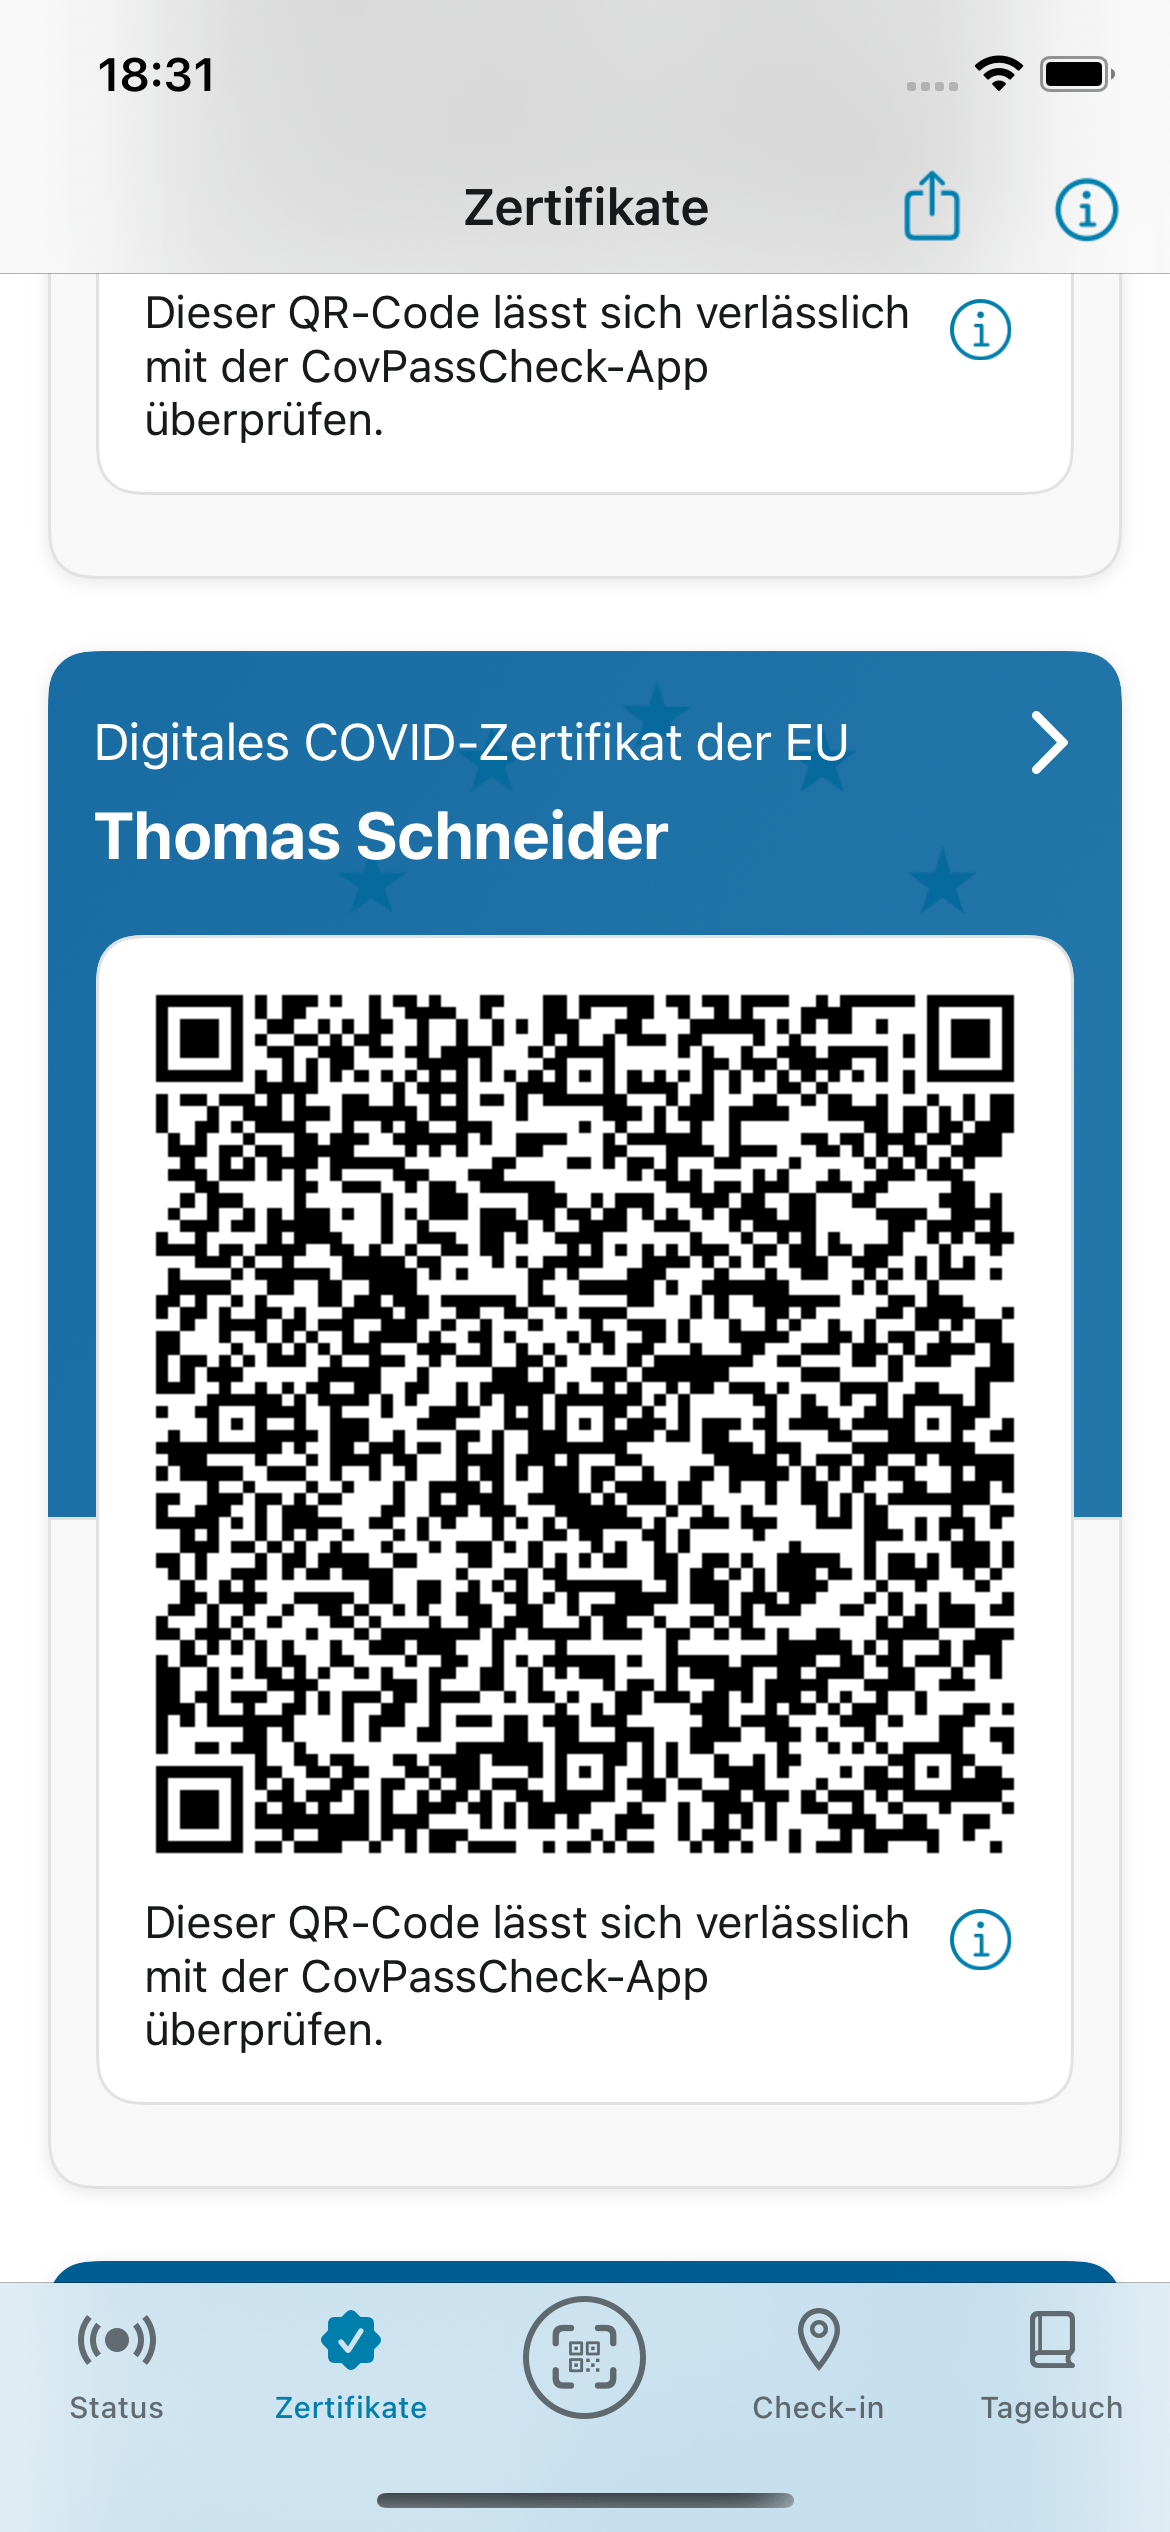 18:31
Zertifikate
Dieser QR-Code lässt sich verlässlich
mit der CovPassCheck-App
überprüfen.
Digitales COVID-Zertifikat der EU
Thomas Schneider
Dieser QR-Code lässt sich verlässlich
mit der CovPassCheck-App
überprüfen.
Status
Zertifikate
Check-in
Tagebuch